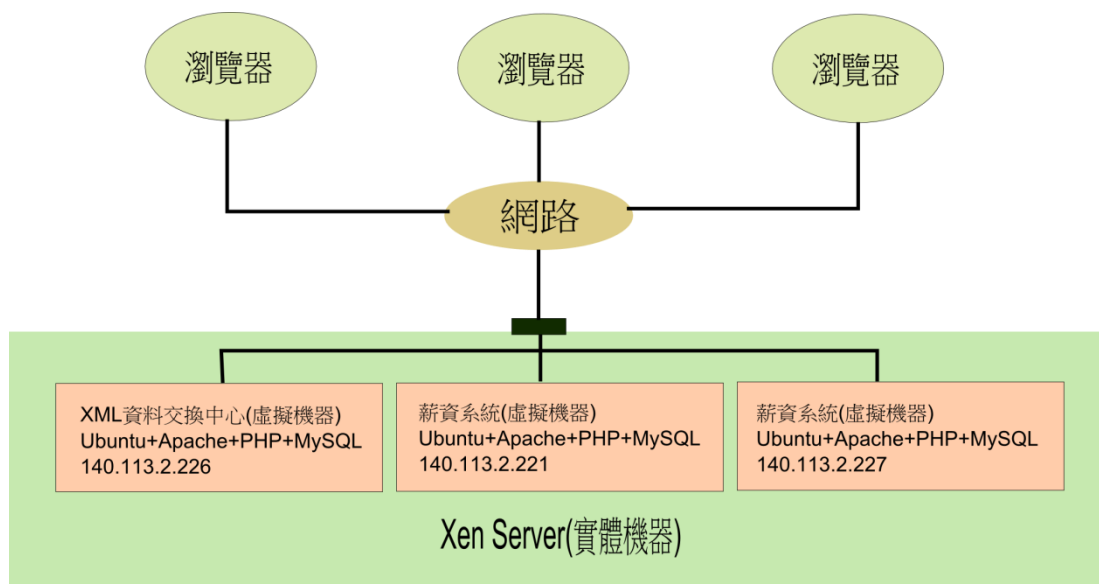 瀏覽器
瀏覽器
瀏覽器
網路
XML資料交換中心(虛擬機器)
Ubuntu+Apache+PHP+MySQL
140.113.2.226
薪資系統(虛擬機器)
Ubuntu+Apache+PHP+MySQL
140.113.2.221
薪資系統(虛擬機器)
Ubuntu+Apache+PHP+MySQL
140.113.2.227
Xen Server(實體機器)